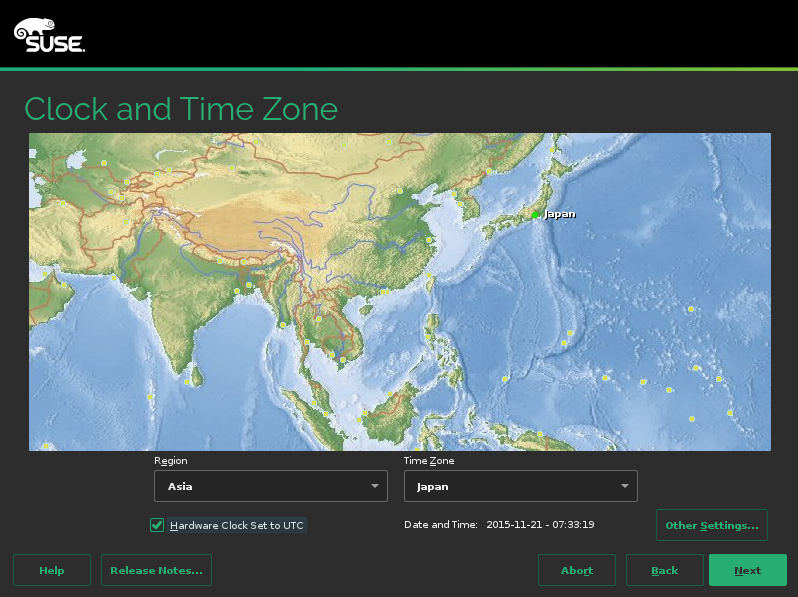 SUSE.
Clock and Time Zone
Japan
Region
Time Zone
Asia
Japan
Hardware Clock Set to UTC
Date and Time: 2015-11-21 - 07:33:19
Other Settings...
Help
Release Notes...
Abort
Back
Next